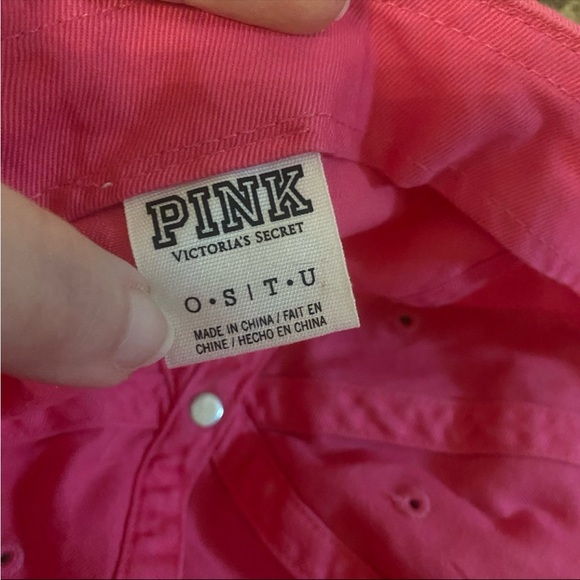 PINK
VICTORIA'S SECRET
O•S|T•U
MADE IN CHINA / FAIT EN
CHINE / HECHO EN CHINA